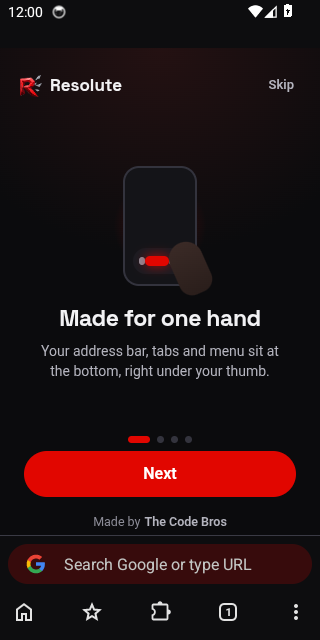 12:00
Resolute
Skip
Made for one hand
Your address bar, tabs and menu sit at
the bottom, right under your thumb.
Next
Made by The Code Bros
Search Google or type URL
1